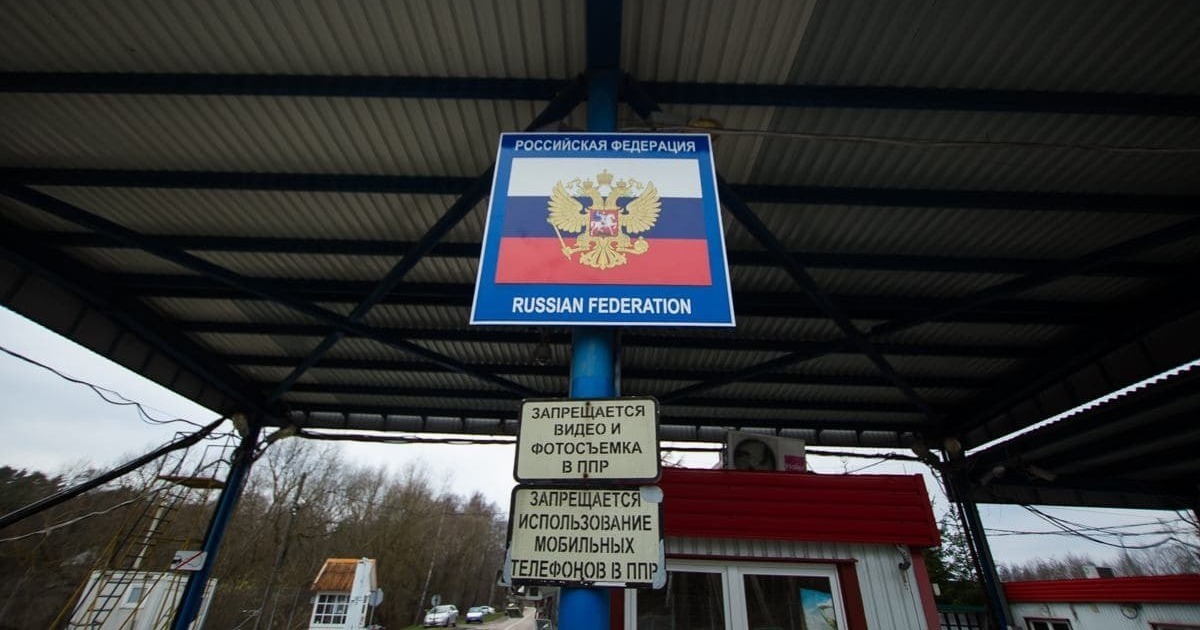 РОССИЙСКАЯ ФЕДЕРАЦИЯ
RUSSIAN FEDERATION
ЗАПРЕЩАЕТСЯ
ВИДЕО И
ФОТОСЪЕМКА
В ППР
ЗАПРЕЩАЕТСЯ
ИСПОЛЬЗОВАНИЕ
МОБИЛЬНЫХ
ТЕЛЕФОНОВ В ППР